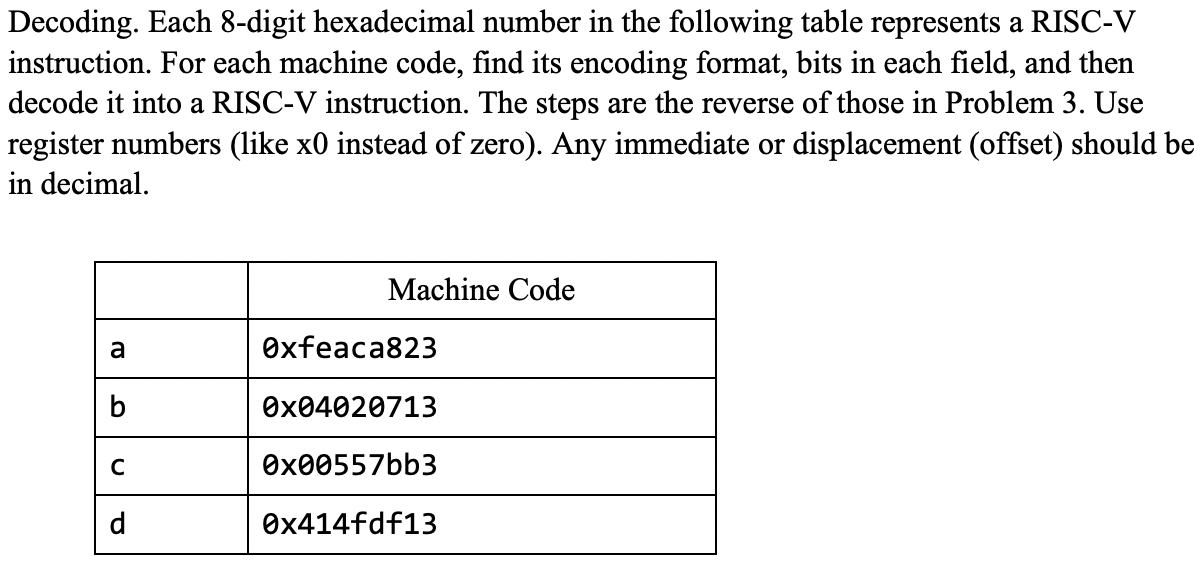 Decoding. Each 8-digit hexadecimal number in the following table represents a RISC-V
instruction. For each machine code, find its encoding format, bits in each field, and then
decode it into a RISC-V instruction. The steps are the reverse of those in Problem 3. Use
register numbers (like x0 instead of zero). Any immediate or displacement (offset) should be
in decimal.
Machine Code
a 0xfeaca823
b 0x04020713
c 0x00557bb3
d 0x414fdf13